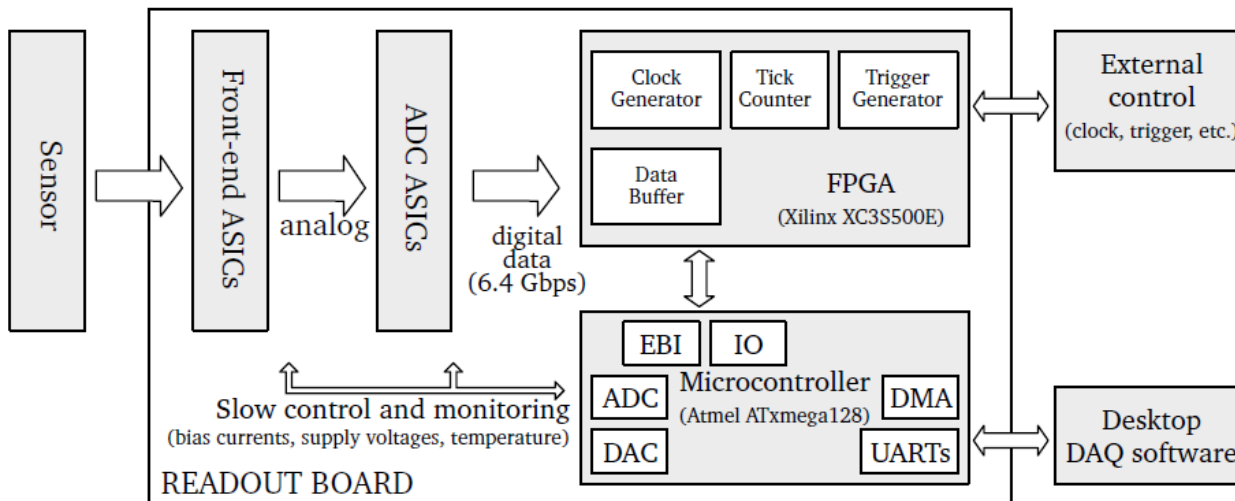 Sensor
Front-end ASICs
analog
ADC ASICs
digital
data
(6.4 Gbps)
Clock
Generator
Tick
Counter
Trigger
Generator
Data
Buffer
FPGA
(Xilinx XC3S500E)
External
control
(clock, trigger, etc.)
EBI
IO
ADC
Microcontroller
(Atmel ATxmega128)
DMA
DAC
UARTs
Slow control and monitoring
(bias currents, supply voltages, temperature)
READOUT BOARD
Desktop
DAQ software